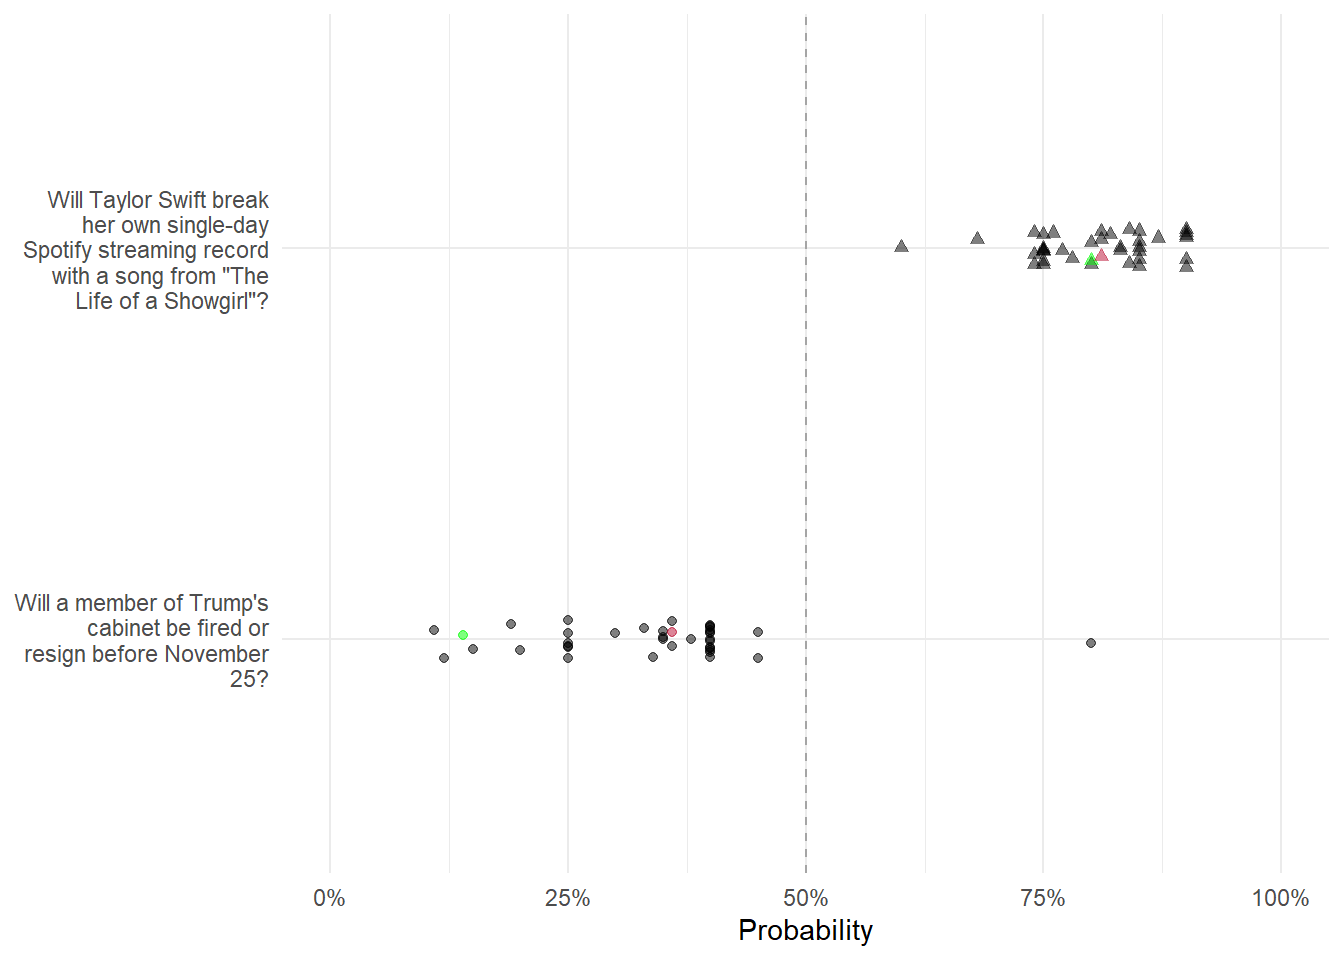 Will Taylor Swift break
her own single-day
Spotify streaming record
with a song from "The
Life of a Showgirl"?
Will a member of Trump's
cabinet be fired or
resign before November
25?
0%
25%
50%
75%
100%
Probability